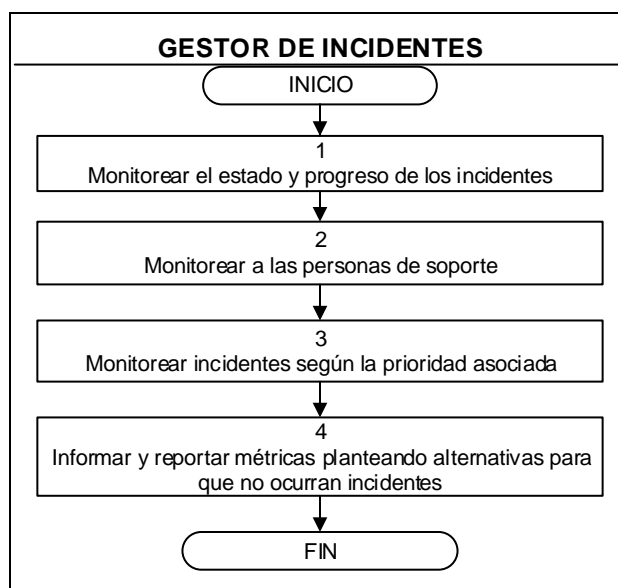 GESTOR DE INCIDENTES
INICIO
1
Monitorear el estado y progreso de los incidentes
2
Monitorear a las personas de soporte
3
Monitorear incidentes según la prioridad asociada
4
Informar y reportar métricas planteando alternativas para
que no ocurran incidentes
FIN